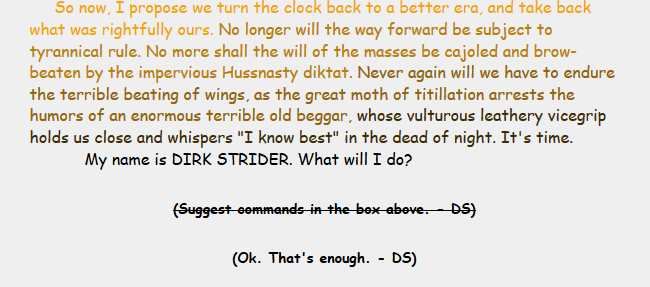 So now, I propose we turn the clock back to a better era, and take back
what was rightfully ours. No longer will the way forward be subject to
tyrannical rule. No more shall the will of the masses be cajoled and brow-
beaten by the impervious Hussnasty diktat. Never again will we have to endure
the terrible beating of wings, as the great moth of titillation arrests the
humors of an enormous terrible old beggar, whose vulturous leathery vicegrip
holds us close and whispers "I know best" in the dead of night. It's time.
My name is DIRK STRIDER. What will I do?
(Suggest commands in the box above. - DS)
(Ok. That's enough. - DS)